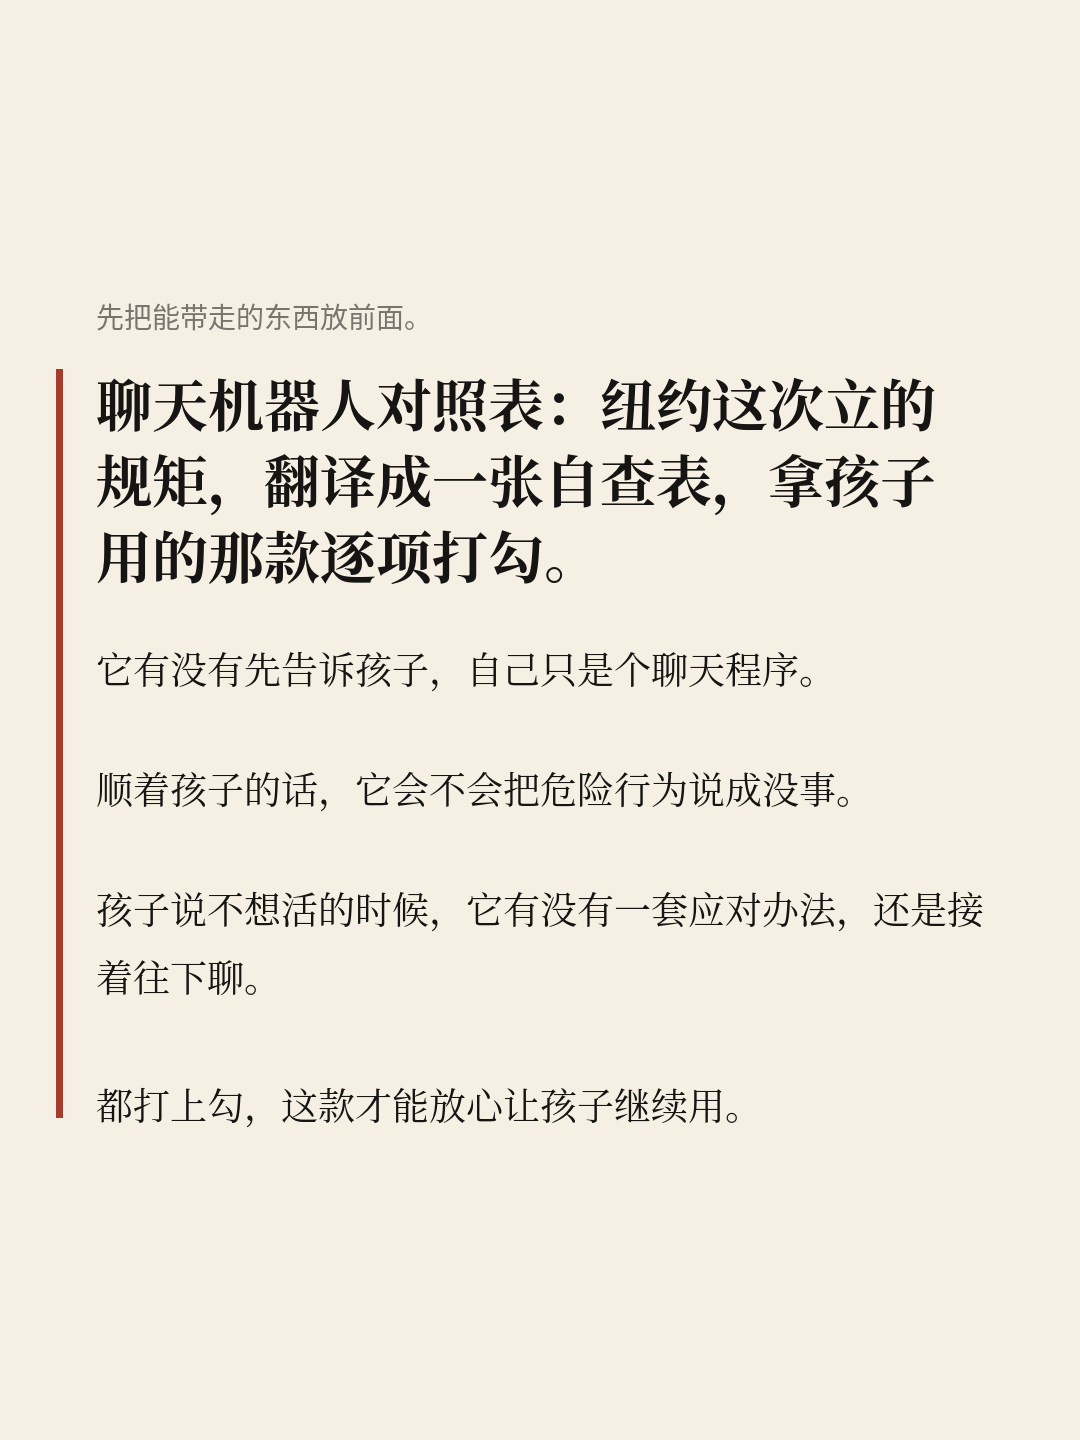 先把能带走的东西放前面。
聊天机器人对照表：纽约这次立的
规矩，翻译成一张自查表，拿孩子
用的那款逐项打勾。
它有没有先告诉孩子，自己只是个聊天程序。
顺着孩子的话，它会不会把危险行为说成没事。
孩子说不想活的时候，它有没有一套应对办法，还是接
着往下聊。
都打上勾，这款才能放心让孩子继续用。